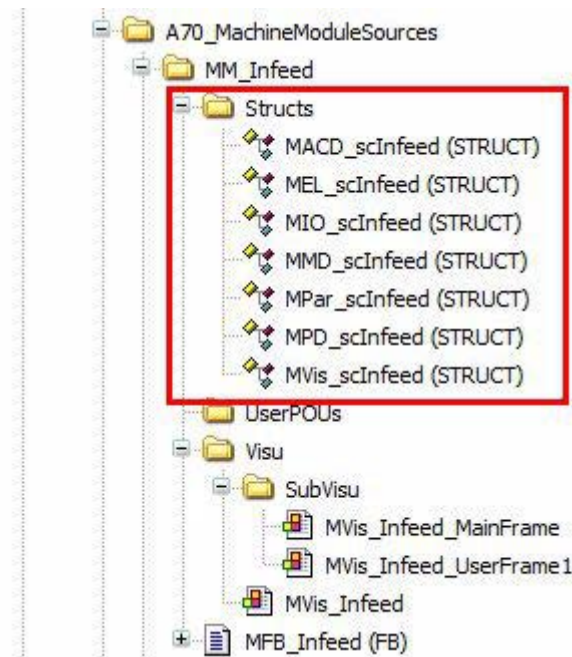 A70_MachineModuleSources
MM_Infeed
Structs
MACD_scInfeed (STRUCT)
MEL_scInfeed (STRUCT)
MIO_scInfeed (STRUCT)
MMD_scInfeed (STRUCT)
MPar_scInfeed (STRUCT)
MPD_scInfeed (STRUCT)
MVis_scInfeed (STRUCT)
UserPOUs
Visu
SubVisu
MVis_Infeed_MainFrame
MVis_Infeed_UserFrame1
MVis_Infeed
MFB_Infeed (FB)